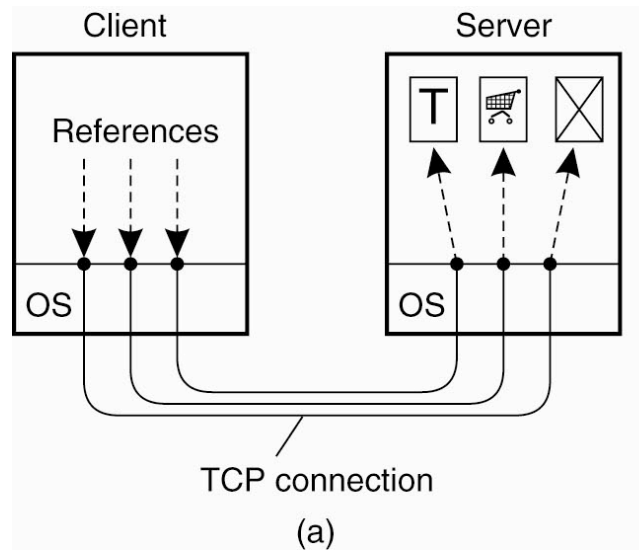 Client
Server
T
References
OS
OS
TCP connection
(a)